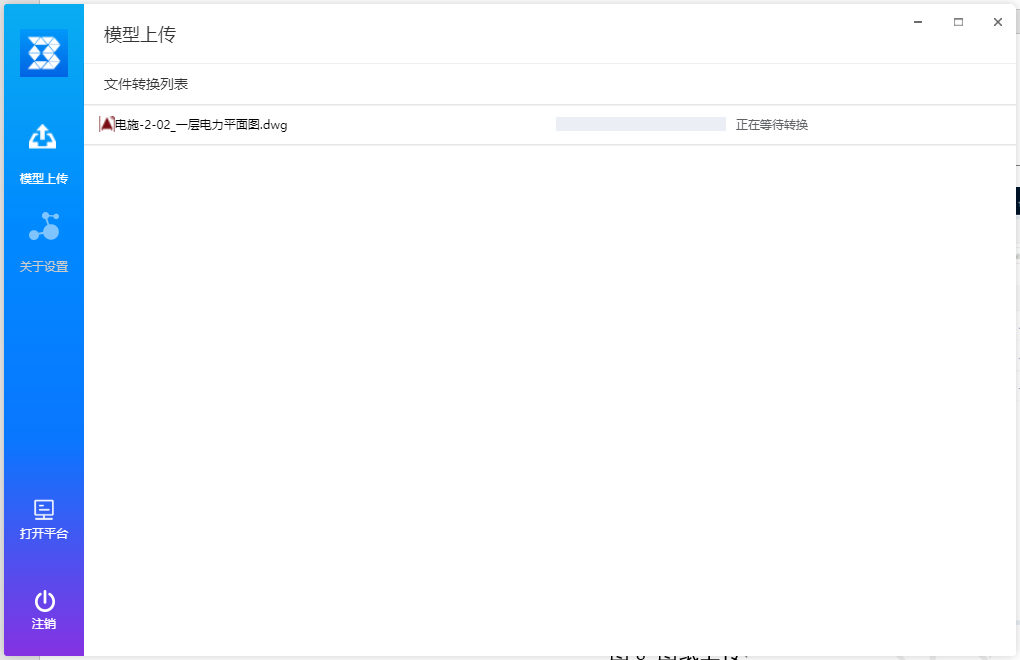 模型上传
文件转换列表
电施-2-02_一层电力平面图.dwg
正在等待转换
模型上传
关于设置
打开平台
注销